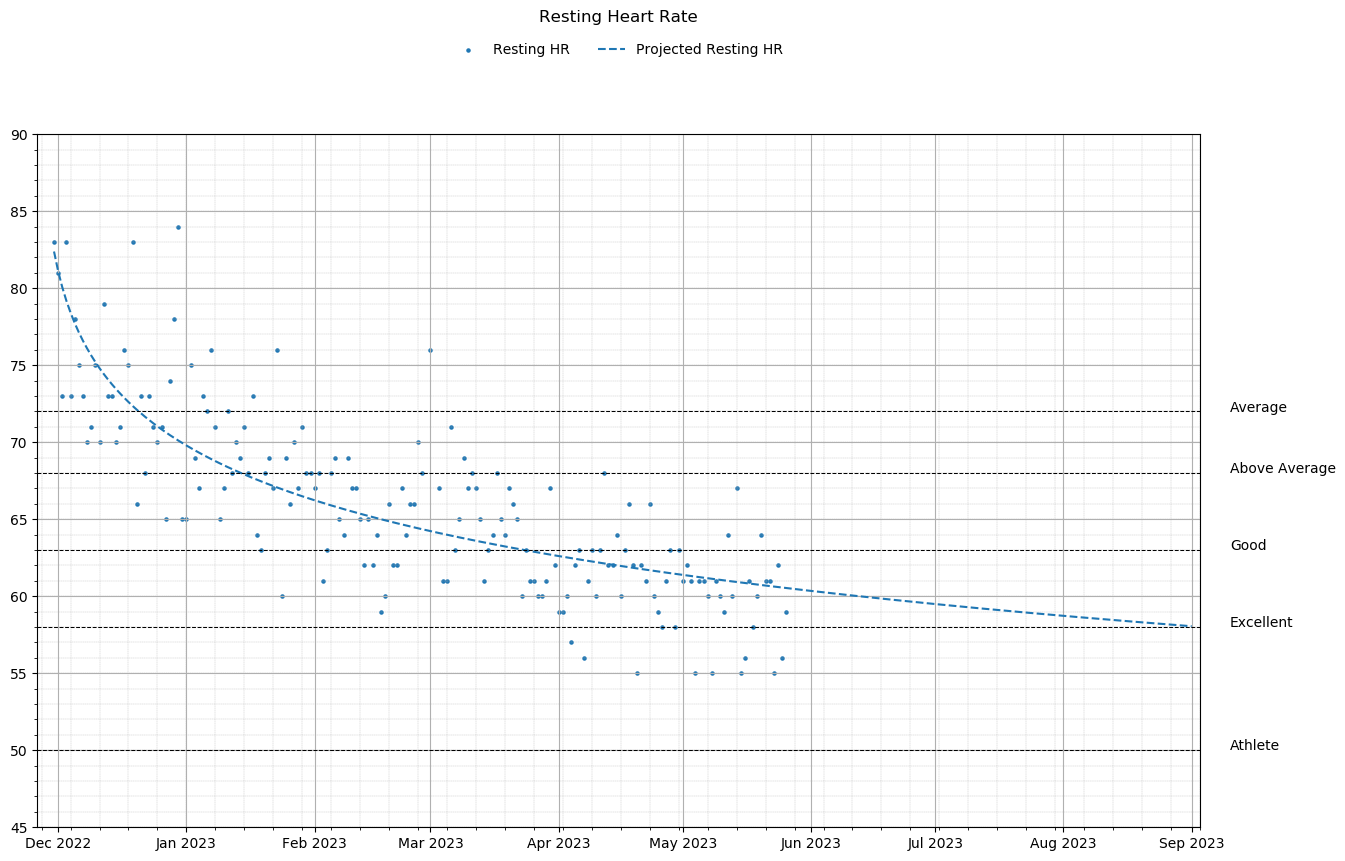 Resting Heart Rate
Resting HR
Projected Resting HR
90
85
80
75
70
65
60
55
50
45
Average
Above Average
Good
Excellent
Athlete
Dec 2022
Jan 2023
Feb 2023
Mar 2023
Apr 2023
May 2023
Jun 2023
Jul 2023
Aug 2023
Sep 2023